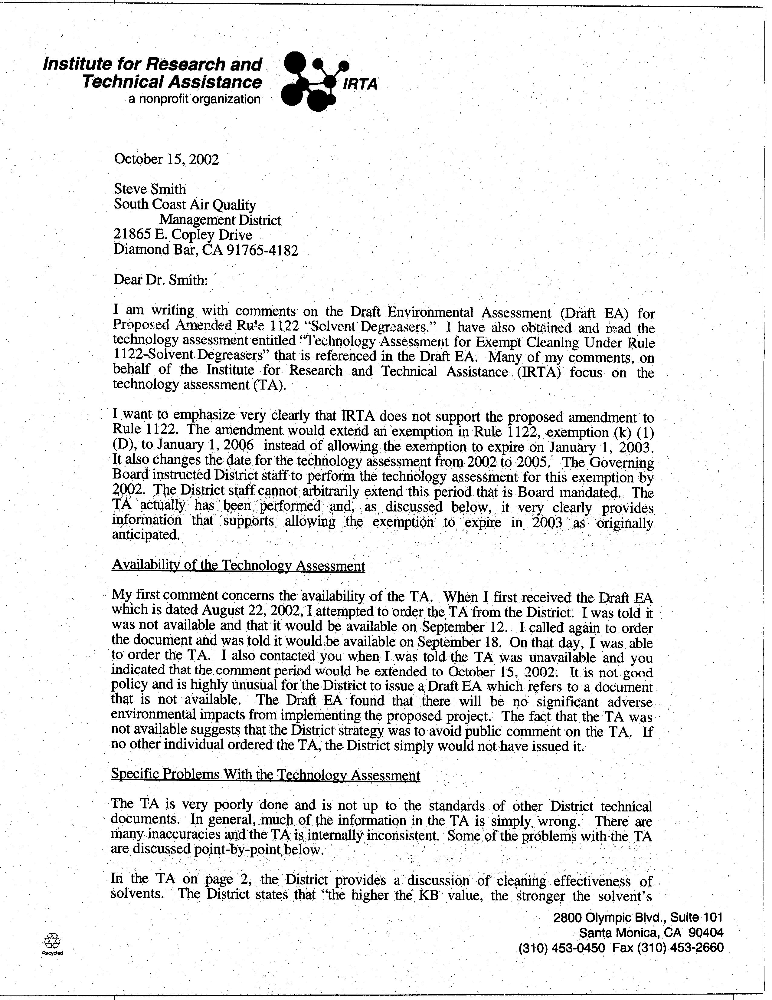 Institute for Research and
Technical Assistance
a nonprofit organization
IRTA
October 15, 2002
Steve Smith
South Coast Air Quality
Management District
21865 E. Copley Drive
Diamond Bar, CA 91765-4182
Dear Dr. Smith:
I am writing with comments on the Draft Environmental Assessment (Draft EA) for
Proposed Amended Rule 1122 “Solvent Degreasers.” I have also obtained and read the
technology assessment entitled “Technology Assessment for Exempt Cleaning Under Rule
1122-Solvent Degreasers” that is referenced in the Draft EA. Many of my comments, on
behalf of the Institute for Research and Technical Assistance (IRTA) focus on the
technology assessment (TA).
I want to emphasize very clearly that IRTA does not support the proposed amendment to
Rule 1122. The amendment would extend an exemption in Rule 1122, exemption (k) (1)
(D), to January 1, 2006 instead of allowing the exemption to expire on January 1, 2003.
It also changes the date for the technology assessment from 2002 to 2005. The Governing
Board instructed District staff to perform the technology assessment for this exemption by
2002. The District staff cannot arbitrarily extend this period that is Board mandated. The
TA actually has been performed and, as discussed below, it very clearly provides
information that supports allowing the exemption to expire in 2003 as originally
anticipated.
Availability of the Technology Assessment
My first comment concerns the availability of the TA. When I first received the Draft EA
which is dated August 22, 2002, I attempted to order the TA from the District. I was told it
was not available and that it would be available on September 12. I called again to order
the document and was told it would be available on September 18. On that day, I was able
to order the TA. I also contacted you when I was told the TA was unavailable and you
indicated that the comment period would be extended to October 15, 2002. It is not good
policy and is highly unusual for the District to issue a Draft EA which refers to a document
that is not available. The Draft EA found that there will be no significant adverse
environmental impacts from implementing the proposed project. The fact that the TA was
not available suggests that the District strategy was to avoid public comment on the TA. If
no other individual ordered the TA, the District simply would not have issued it.
Specific Problems With the Technology Assessment
The TA is very poorly done and is not up to the standards of other District technical
documents. In general, much of the information in the TA is simply wrong. There are
many inaccuracies and the TA is internally inconsistent. Some of the problems with the TA
are discussed point-by-point below.
In the TA on page 2, the District provides a discussion of cleaning effectiveness of
solvents. The District states that “the higher the KB value, the stronger the solvent’s
2800 Olympic Blvd., Suite 101
Santa Monica, CA 90404
(310) 453-0450 Fax (310) 453-2660
Recycled